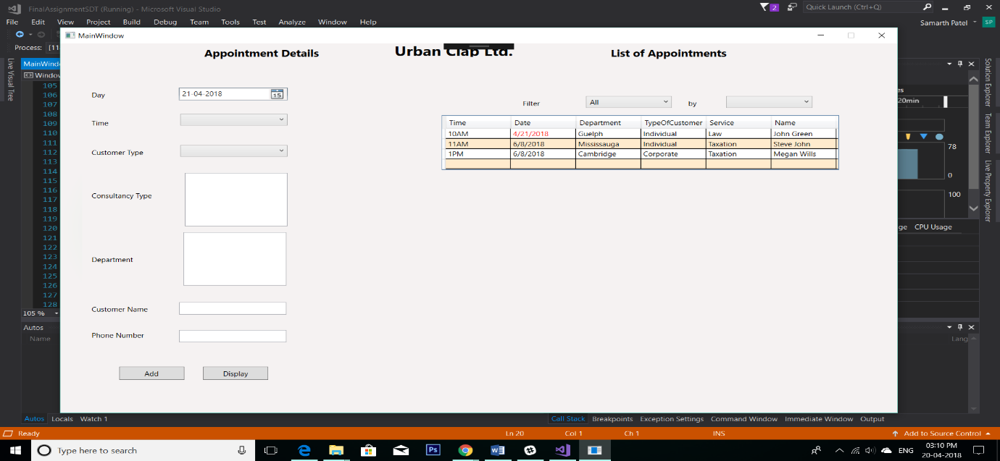 FinalAssignmentSDT (Running) - Microsoft Visual Studio
2
Quick Launch (Ctrl+Q)
File Edit View Project Build Debug Team Tools Test Analyze Window Help
Samarth Patel
SP
MainWindow
Process: [11
Appointment Details
Urban Clap Ltd.
List of Appointments
Live Visual Tree
MainWind
Window
105
106
107
108
109
110
111
112
113
114
115
116
117
118
119
120
121
122
123
124
125
126
127
128
105 %
Day 21-04-2018 15
Time
Customer Type
Consultancy Type
Department
Customer Name
Phone Number
Add Display
Filter All by
Time Date Department TypeOfCustomer Service Name
10AM 4/21/2018 Guelph Individual Law John Green
11AM 6/8/2018 Mississauga Individual Taxation Steve John
1PM 6/8/2018 Cambridge Corporate Taxation Megan Wills
es
20min
78
0
100
ge CPU Usage
Solution Explorer
Team Explorer
Live Property Explorer
Autos
Name
Lang
Autos Locals Watch 1
Call Stack Breakpoints Exception Settings Command Window Immediate Window Output
Ready Ln 20 Col 1 Ch 1 INS Add to Source Control
Type here to search
Ps
ENG
03:10 PM
20-04-2018